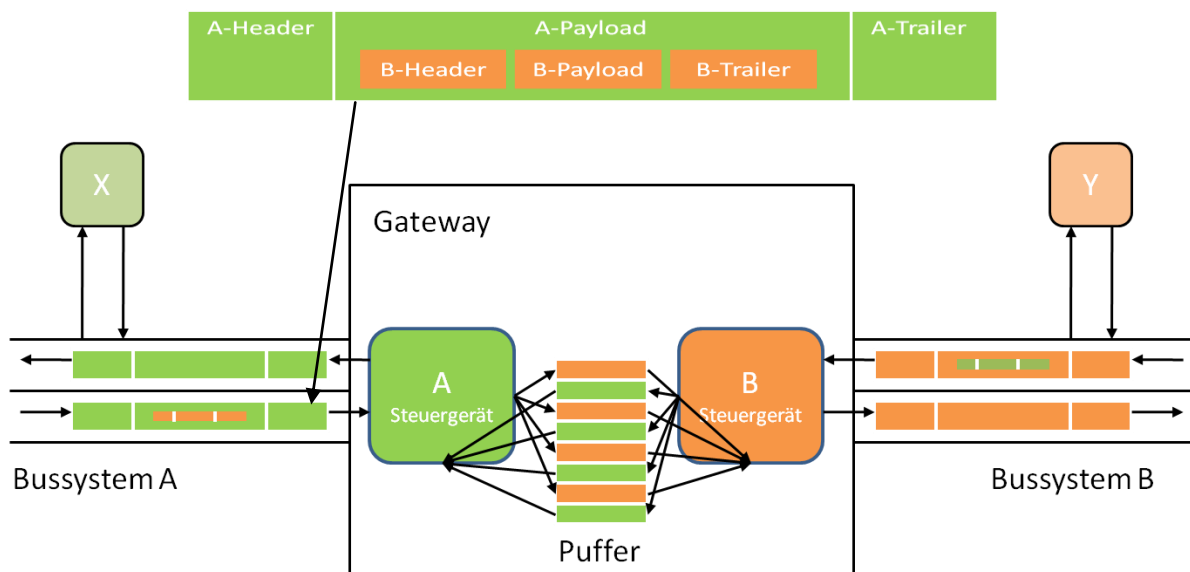 A-Header A-Payload A-Trailer
B-Header B-Payload B-Trailer
X
Y
Gateway
A
Steuergerät
B
Steuergerät
Bussystem A
Bussystem B
Puffer